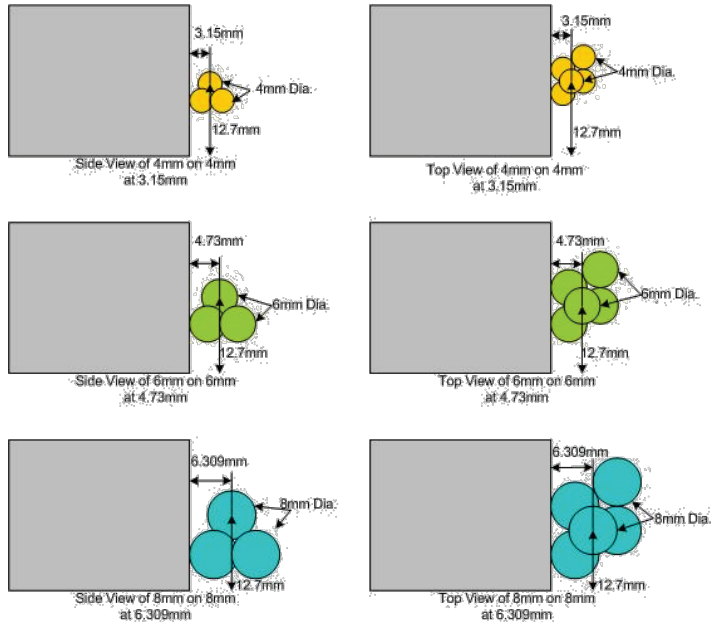 3.15mm
4mm Dia.
12.7mm
Side View of 4mm on 4mm
at 3.15mm
3.15mm
4mm Dia.
12.7mm
Top View of 4mm on 4mm
at 3.15mm
4.73mm
6mm Dia.
12.7mm
Side View of 6mm on 6mm
at 4.73mm
4.73mm
6mm Dia.
12.7mm
Top View of 6mm on 6mm
at 4.73mm
6.309mm
8mm Dia.
12.7mm
Side View of 8mm on 8mm
at 6.309mm
6.309mm
8mm Dia.
12.7mm
Top View of 8mm on 8mm
at 6.309mm